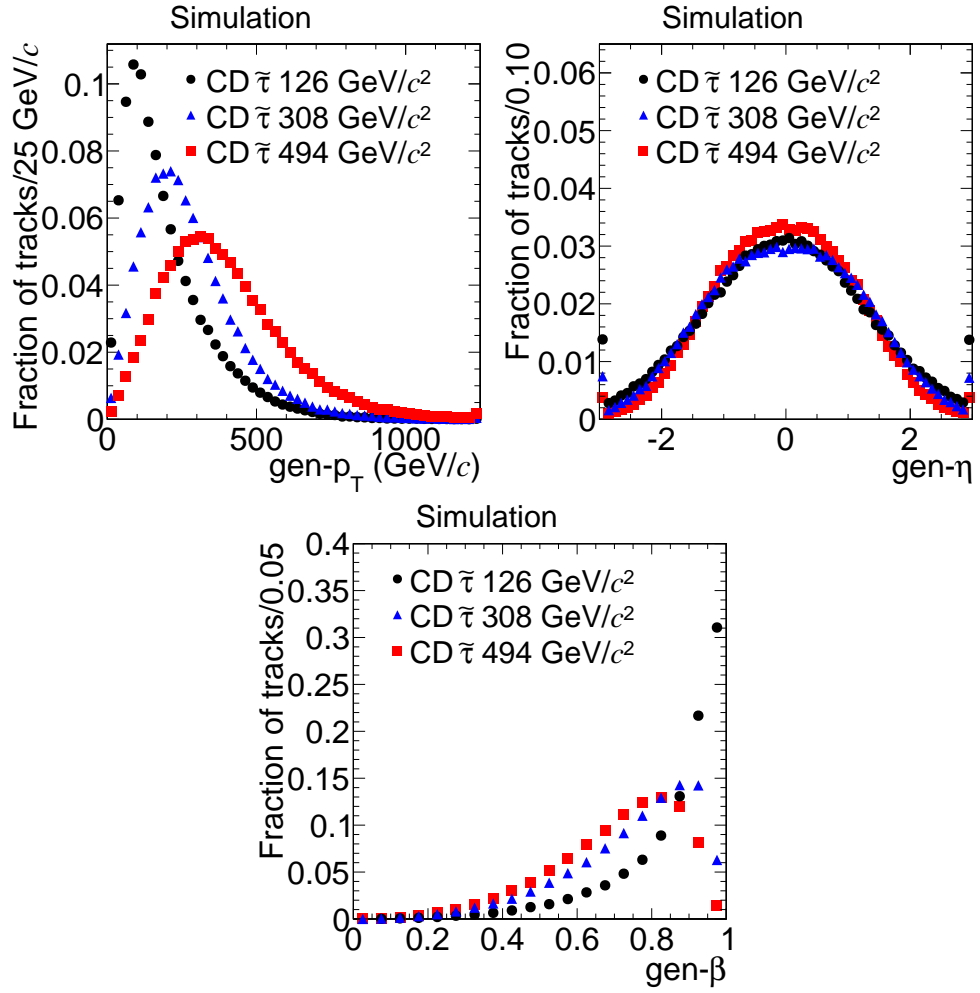 Simulation
Fraction of tracks/25 GeV/c
0.1
0.08
0.06
0.04
0.02
0
CD τ̃ 126 GeV/c²
CD τ̃ 308 GeV/c²
CD τ̃ 494 GeV/c²
0 500 1000
gen-p_T (GeV/c)
Simulation
Fraction of tracks/0.10
0.06
0.05
0.04
0.03
0.02
0.01
0
CD τ̃ 126 GeV/c²
CD τ̃ 308 GeV/c²
CD τ̃ 494 GeV/c²
-2 0 2
gen-η
Simulation
Fraction of tracks/0.05
0.4
0.35
0.3
0.25
0.2
0.15
0.1
0.05
0
CD τ̃ 126 GeV/c²
CD τ̃ 308 GeV/c²
CD τ̃ 494 GeV/c²
0 0.2 0.4 0.6 0.8 1
gen-β